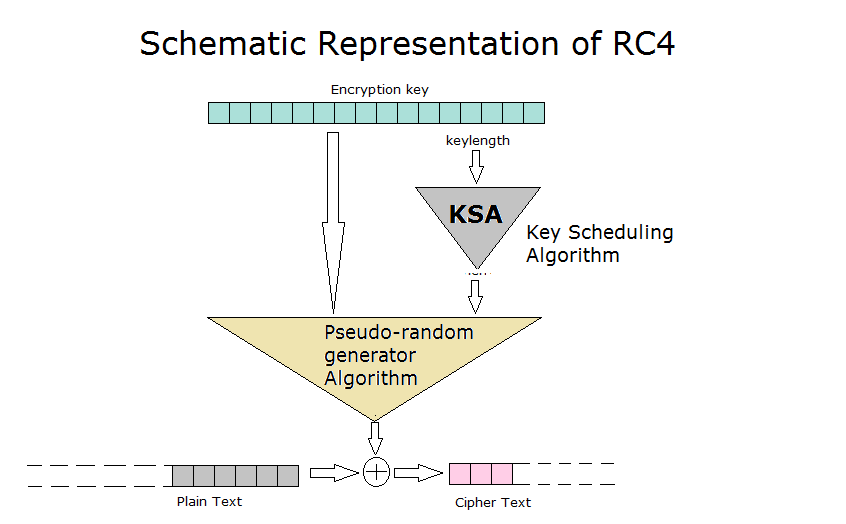 Schematic Representation of RC4
Encryption key
keylength
KSA
Key Scheduling
Algorithm
Pseudo-random
generator
Algorithm
Plain Text
Cipher Text